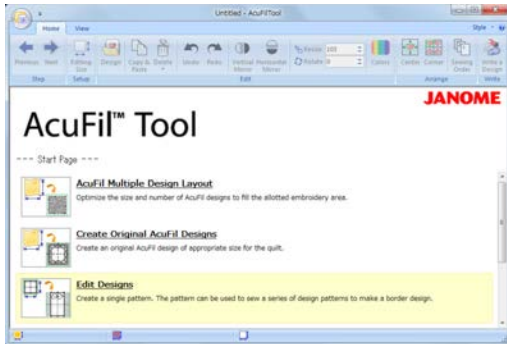 Untitled - AcuFilTool
Home View Style
Previous Next Editing Size Design Copy & Paste Delete Undo Redo Vertical Mirror Horizontal Mirror Resize 100 Rotate 0 Colors Center Corner Sewing Order Write a Design
Step Setup Edit Arrange Write
JANOME
AcuFil™ Tool
--- Start Page ---
AcuFil Multiple Design Layout
Optimize the size and number of AcuFil designs to fill the allotted embroidery area.
Create Original AcuFil Designs
Create an original AcuFil design of appropriate size for the quilt.
Edit Designs
Create a single pattern. The pattern can be used to sew a series of design patterns to make a border design.